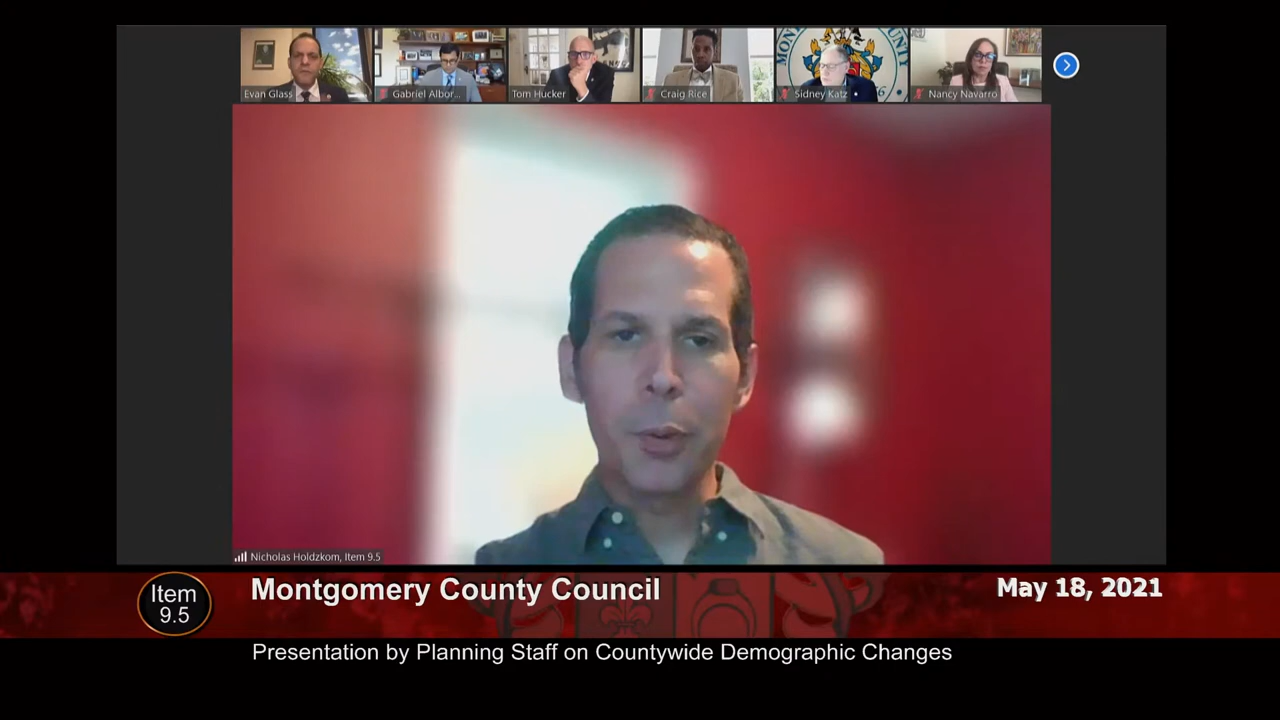 Evan Glass
Gabriel Albor...
Tom Hucker
Craig Rice
Sidney Katz
Nancy Navarro
Nicholas Holdzkom, Item 9.5
Item
9.5
Montgomery County Council
May 18, 2021
Presentation by Planning Staff on Countywide Demographic Changes